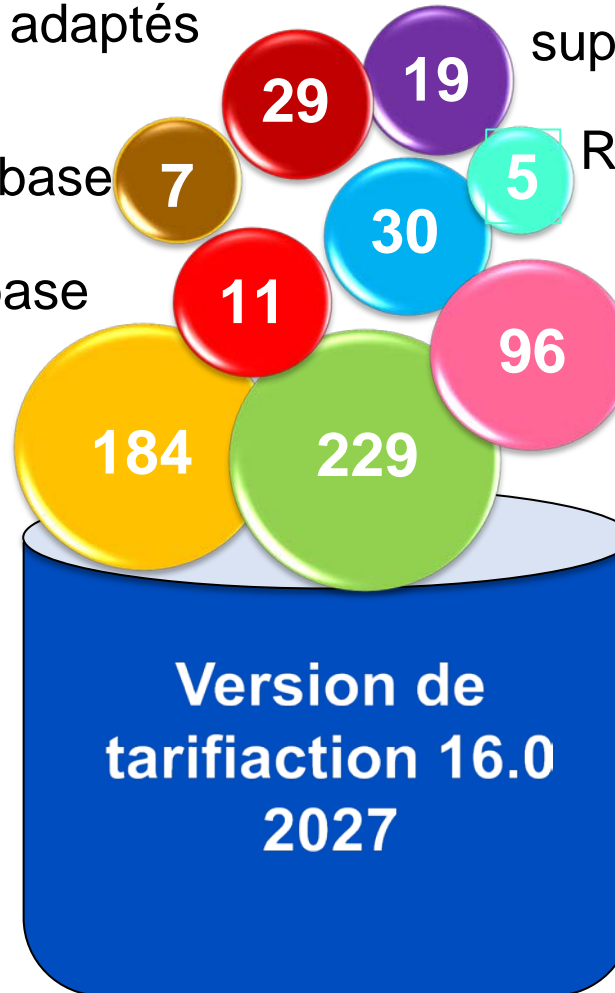 adaptés
sup
29
19
base
7
5
R
30
ase
11
96
184
229
Version de
tarifiaction 16.0
2027